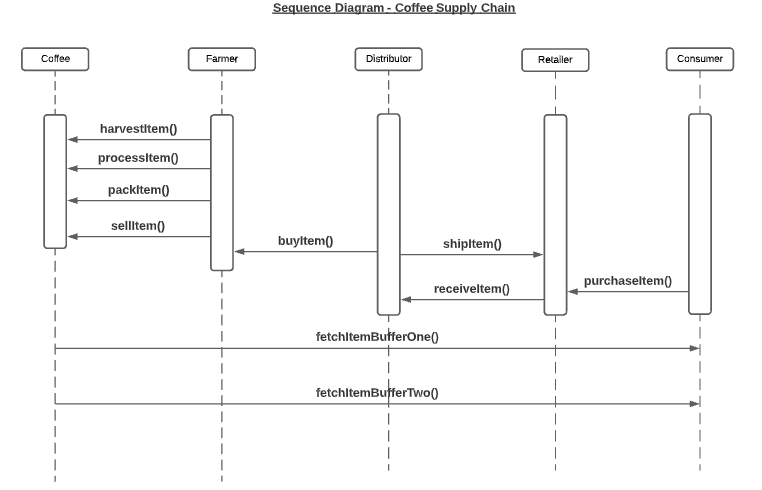 Sequence Diagram - Coffee Supply Chain
Coffee
Farmer
Distributor
Retailer
Consumer
harvestItem()
processItem()
packItem()
sellItem()
buyItem()
shipItem()
purchaseItem()
receiveItem()
fetchItemBufferOne()
fetchItemBufferTwo()